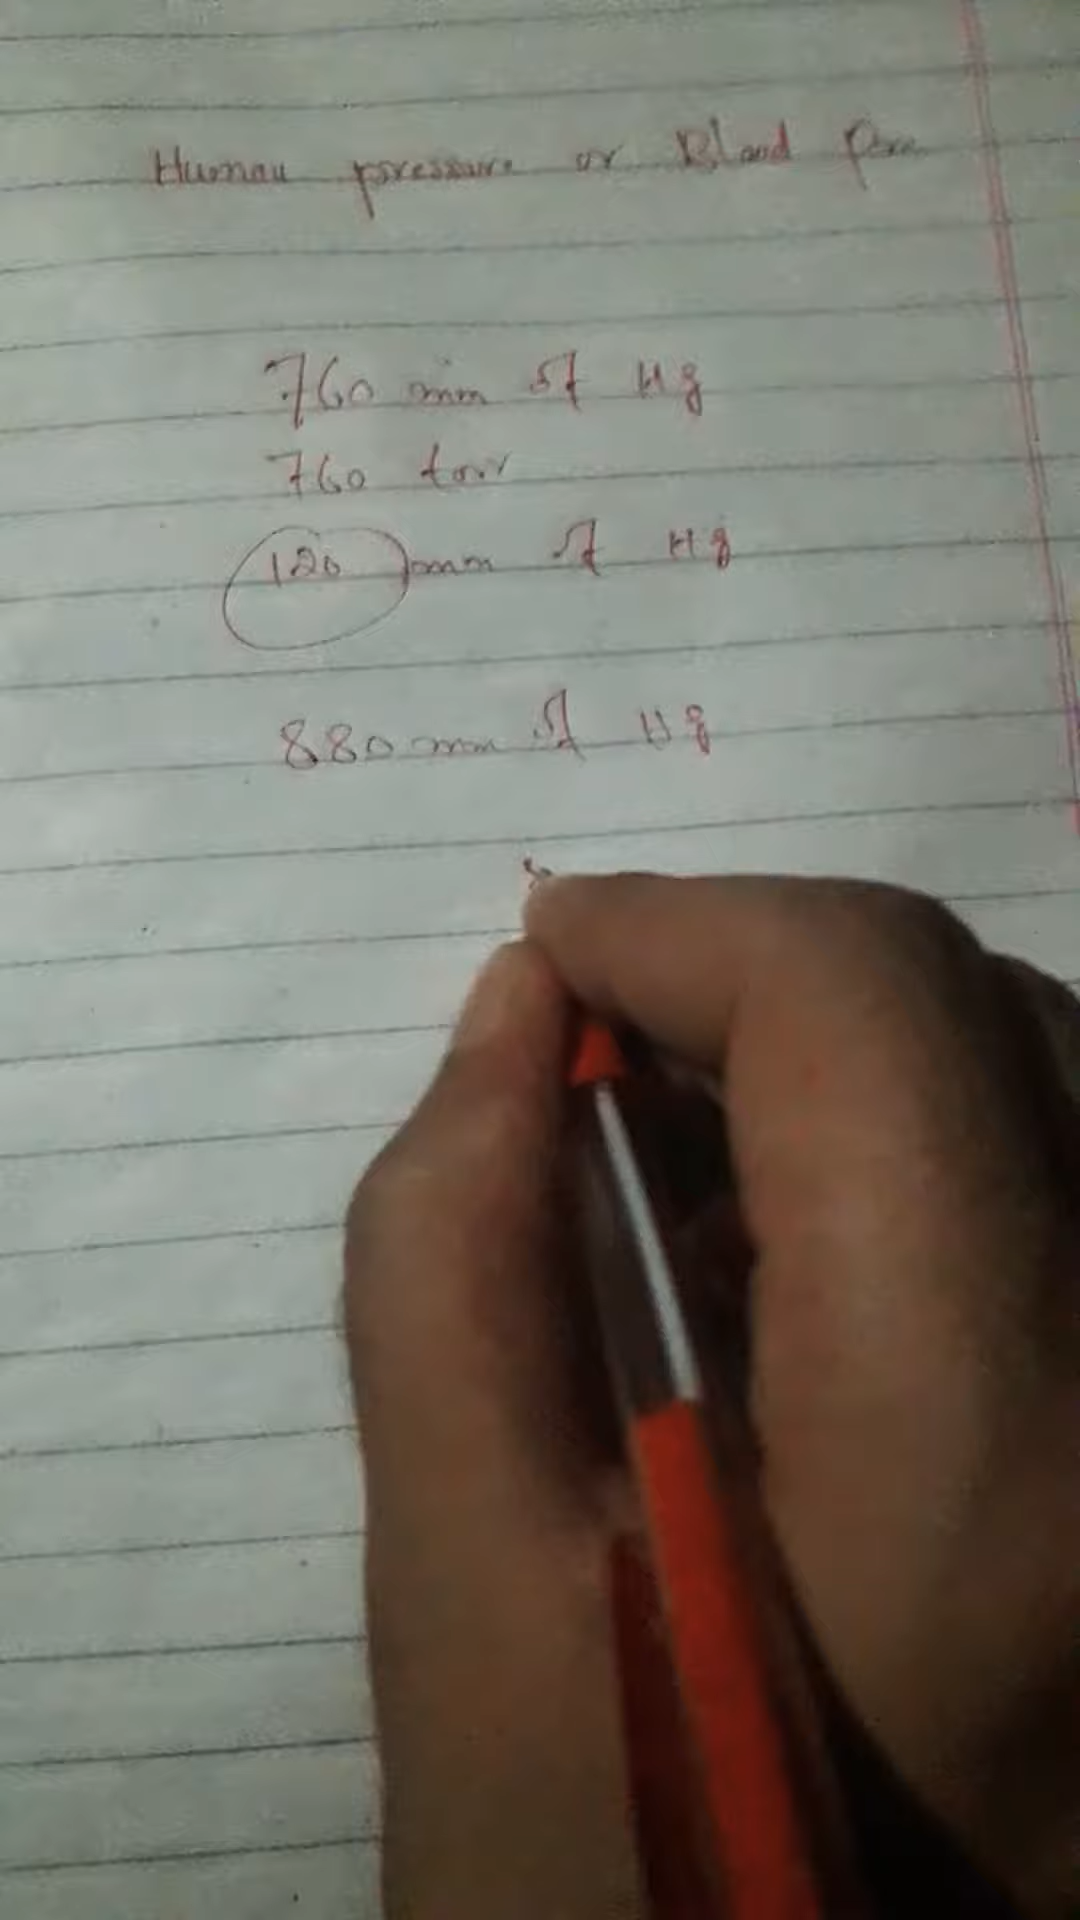 Human pressure or Blood
760 mm of Hg
760 torr
120 mm of Hg
880 mm of Hg